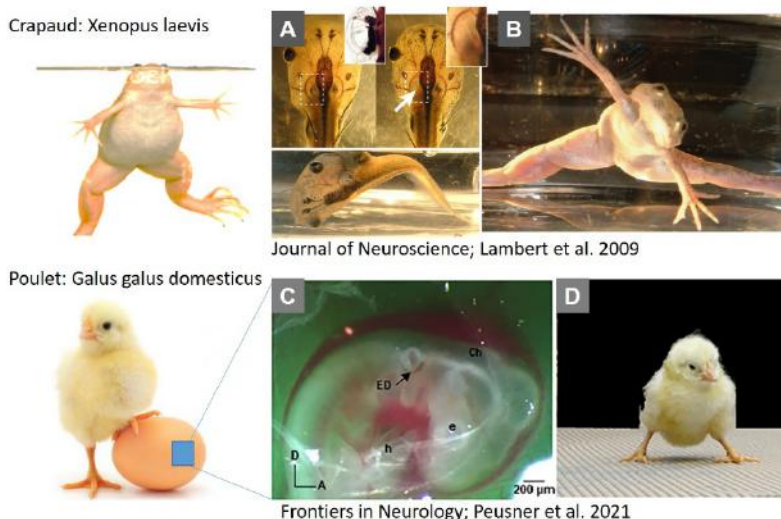 Crapaud: Xenopus laevis
A
B
Journal of Neuroscience; Lambert et al. 2009
Poulet: Galus galus domesticus
C
D
Ch
ED
e
h
D
A
200 µm
Frontiers in Neurology; Peusner et al. 2021